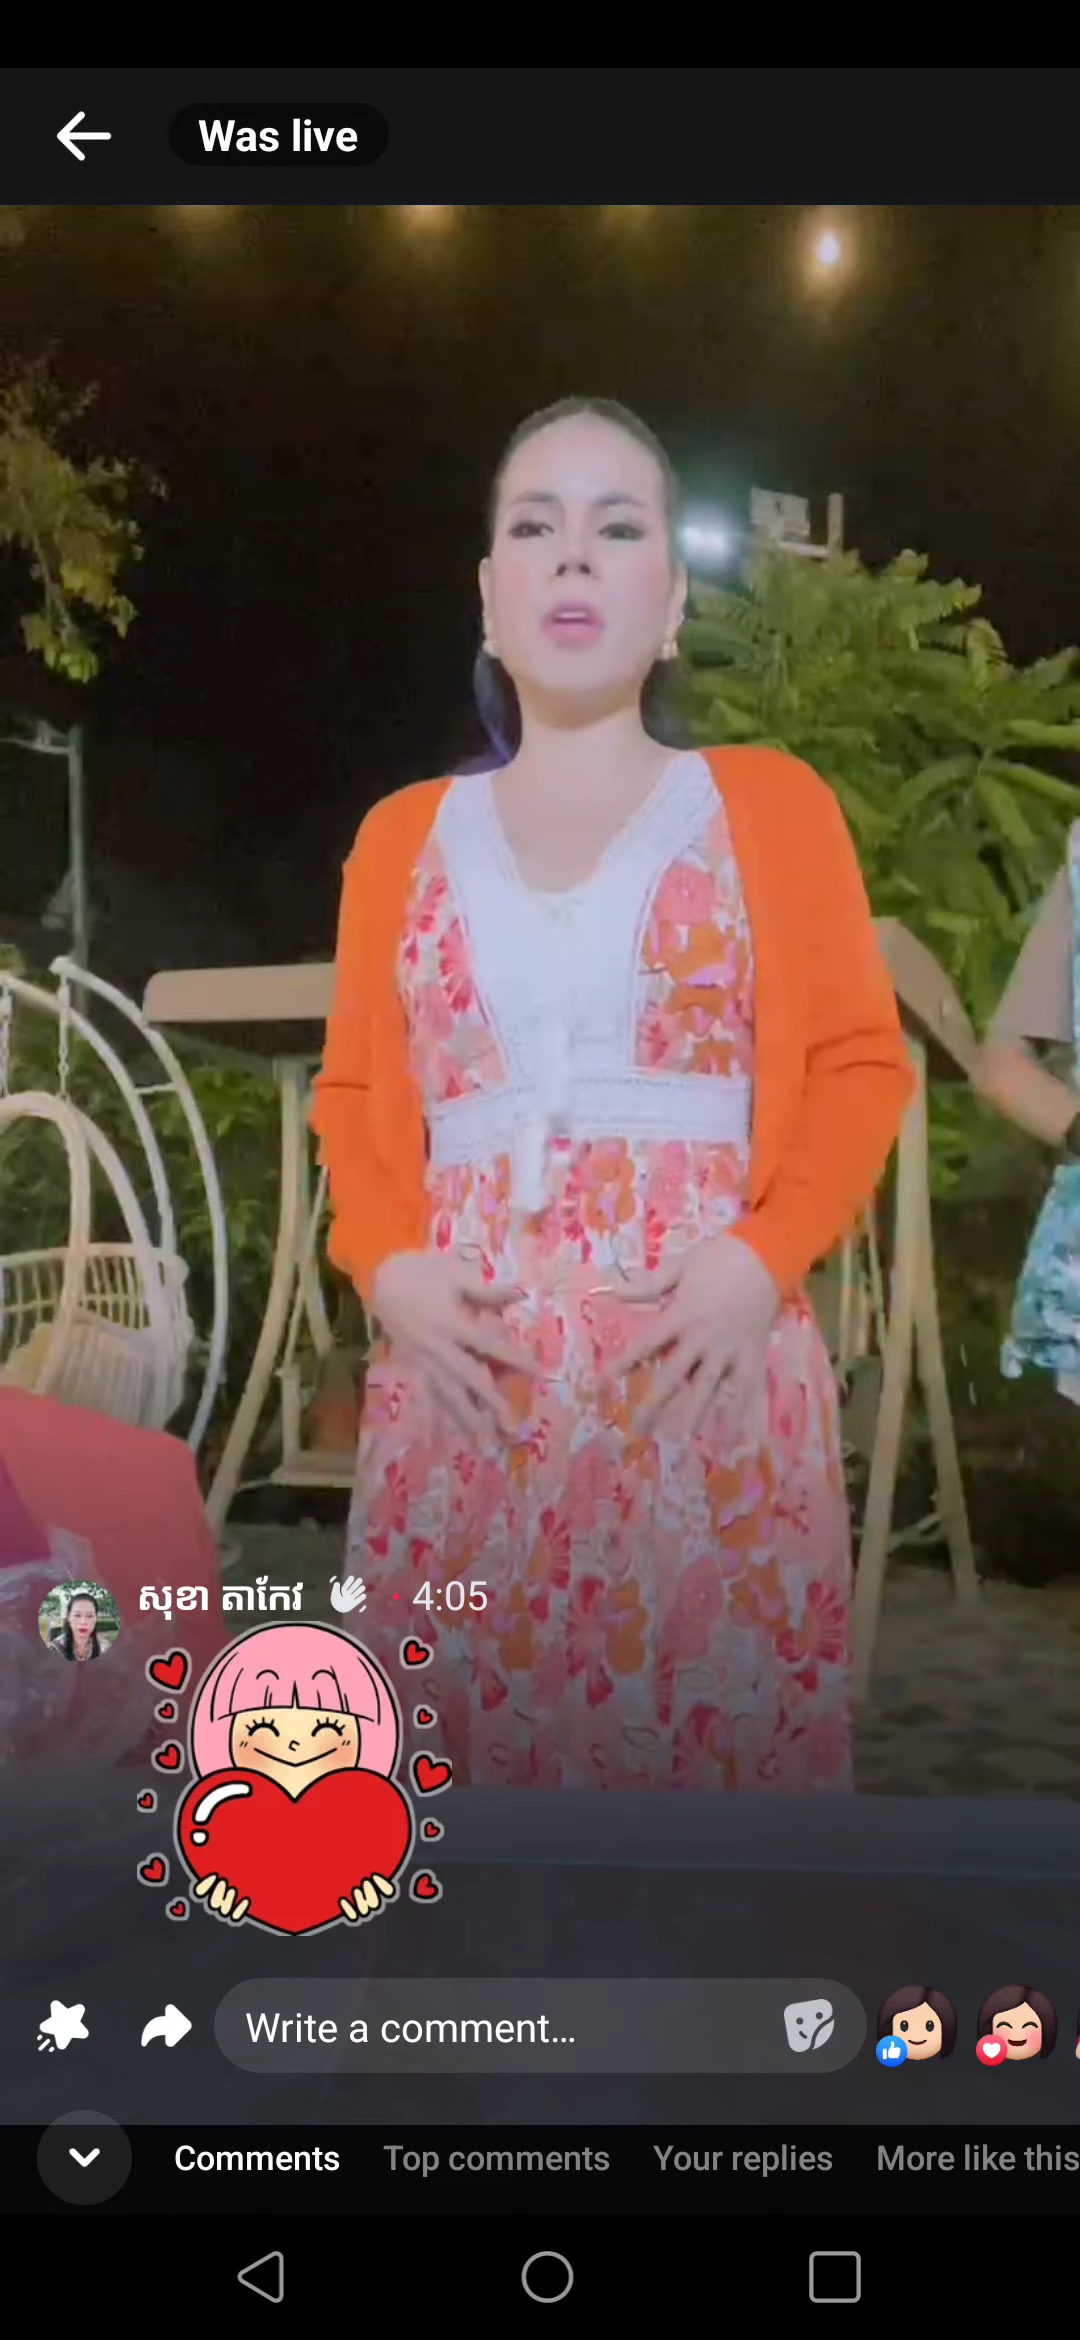 Was live
សុខា តាកែវ 👋 · 4:05
Write a comment...
Comments Top comments Your replies More like this